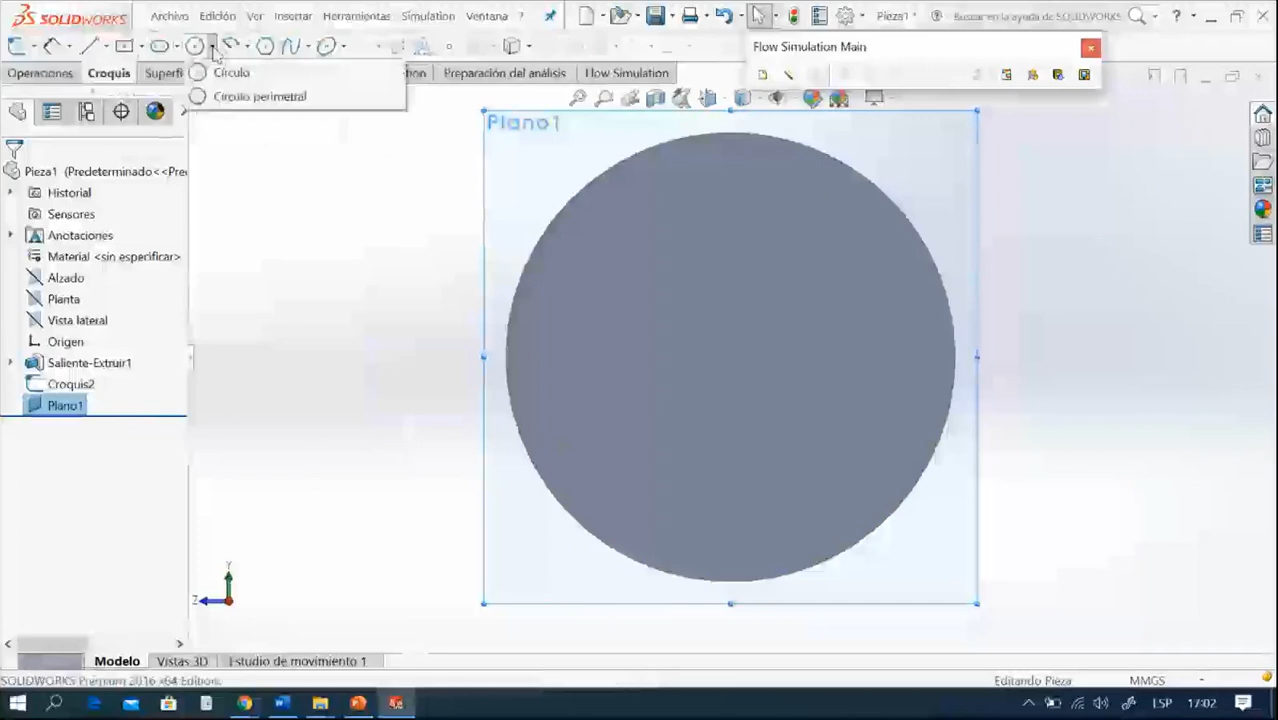 SOLIDWORKS Archivo Edición Ver Insertar Herramientas Simulation Ventana Pieza1 * Buscar en la ayuda de SOLIDWORKS ?
Flow Simulation Main
Operaciones Croquis Superfi Preparación del análisis Flow Simulation
Círculo
Círculo perimetral
Plano1
Pieza1 (Predeterminado<<Pre
Historial
Sensores
Anotaciones
Material <sin especificar>
Alzado
Planta
Vista lateral
Origen
Saliente-Extruir1
Croquis2
Plano1
Y
Z
Modelo Vistas 3D Estudio de movimiento 1
SOLIDWORKS Premium 2016 x64 Edition Editando Pieza MMGS
ESP 17:02